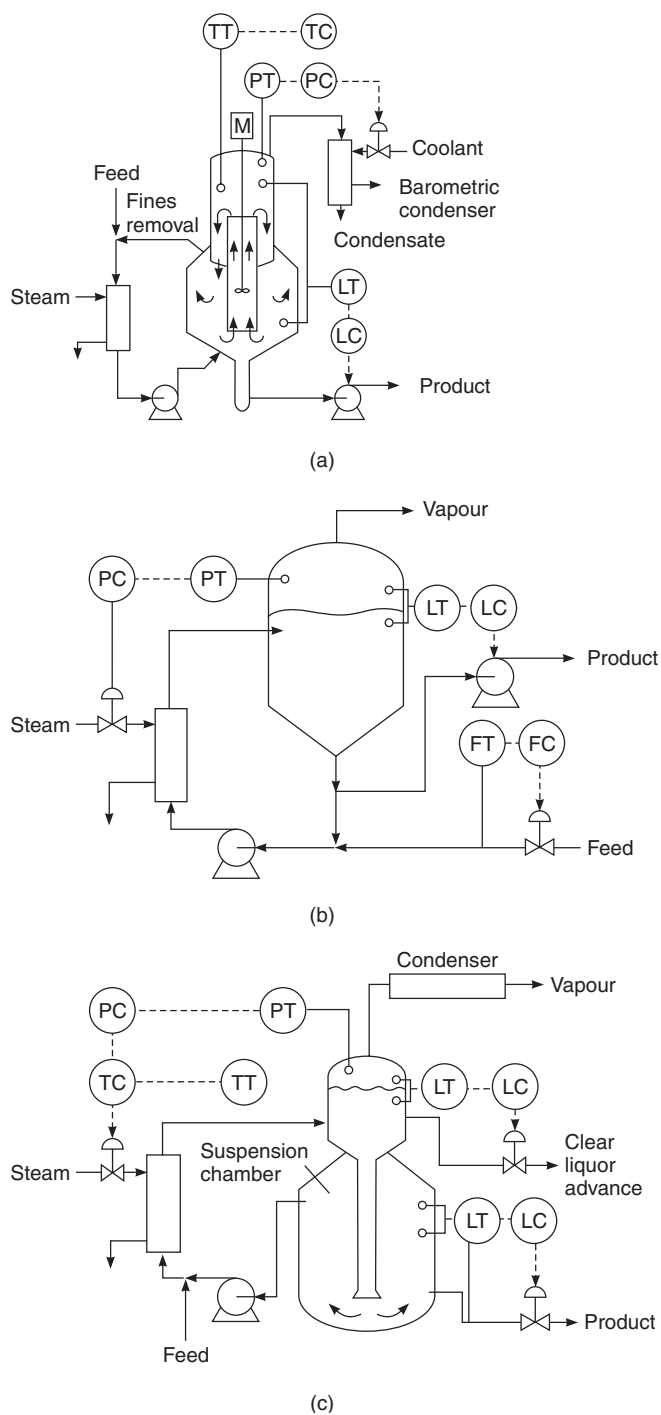 TT TC
PT PC
M
Coolant
Feed
Fines
removal
Barometric
condenser
Condensate
Steam
LT
LC
Product
(a)
Vapour
PC PT
LT LC
Product
Steam
FT FC
Feed
(b)
Condenser
Vapour
PC PT
TC TT
LT LC
Suspension
chamber
Steam
Clear
liquor
advance
LT LC
Product
Feed
(c)